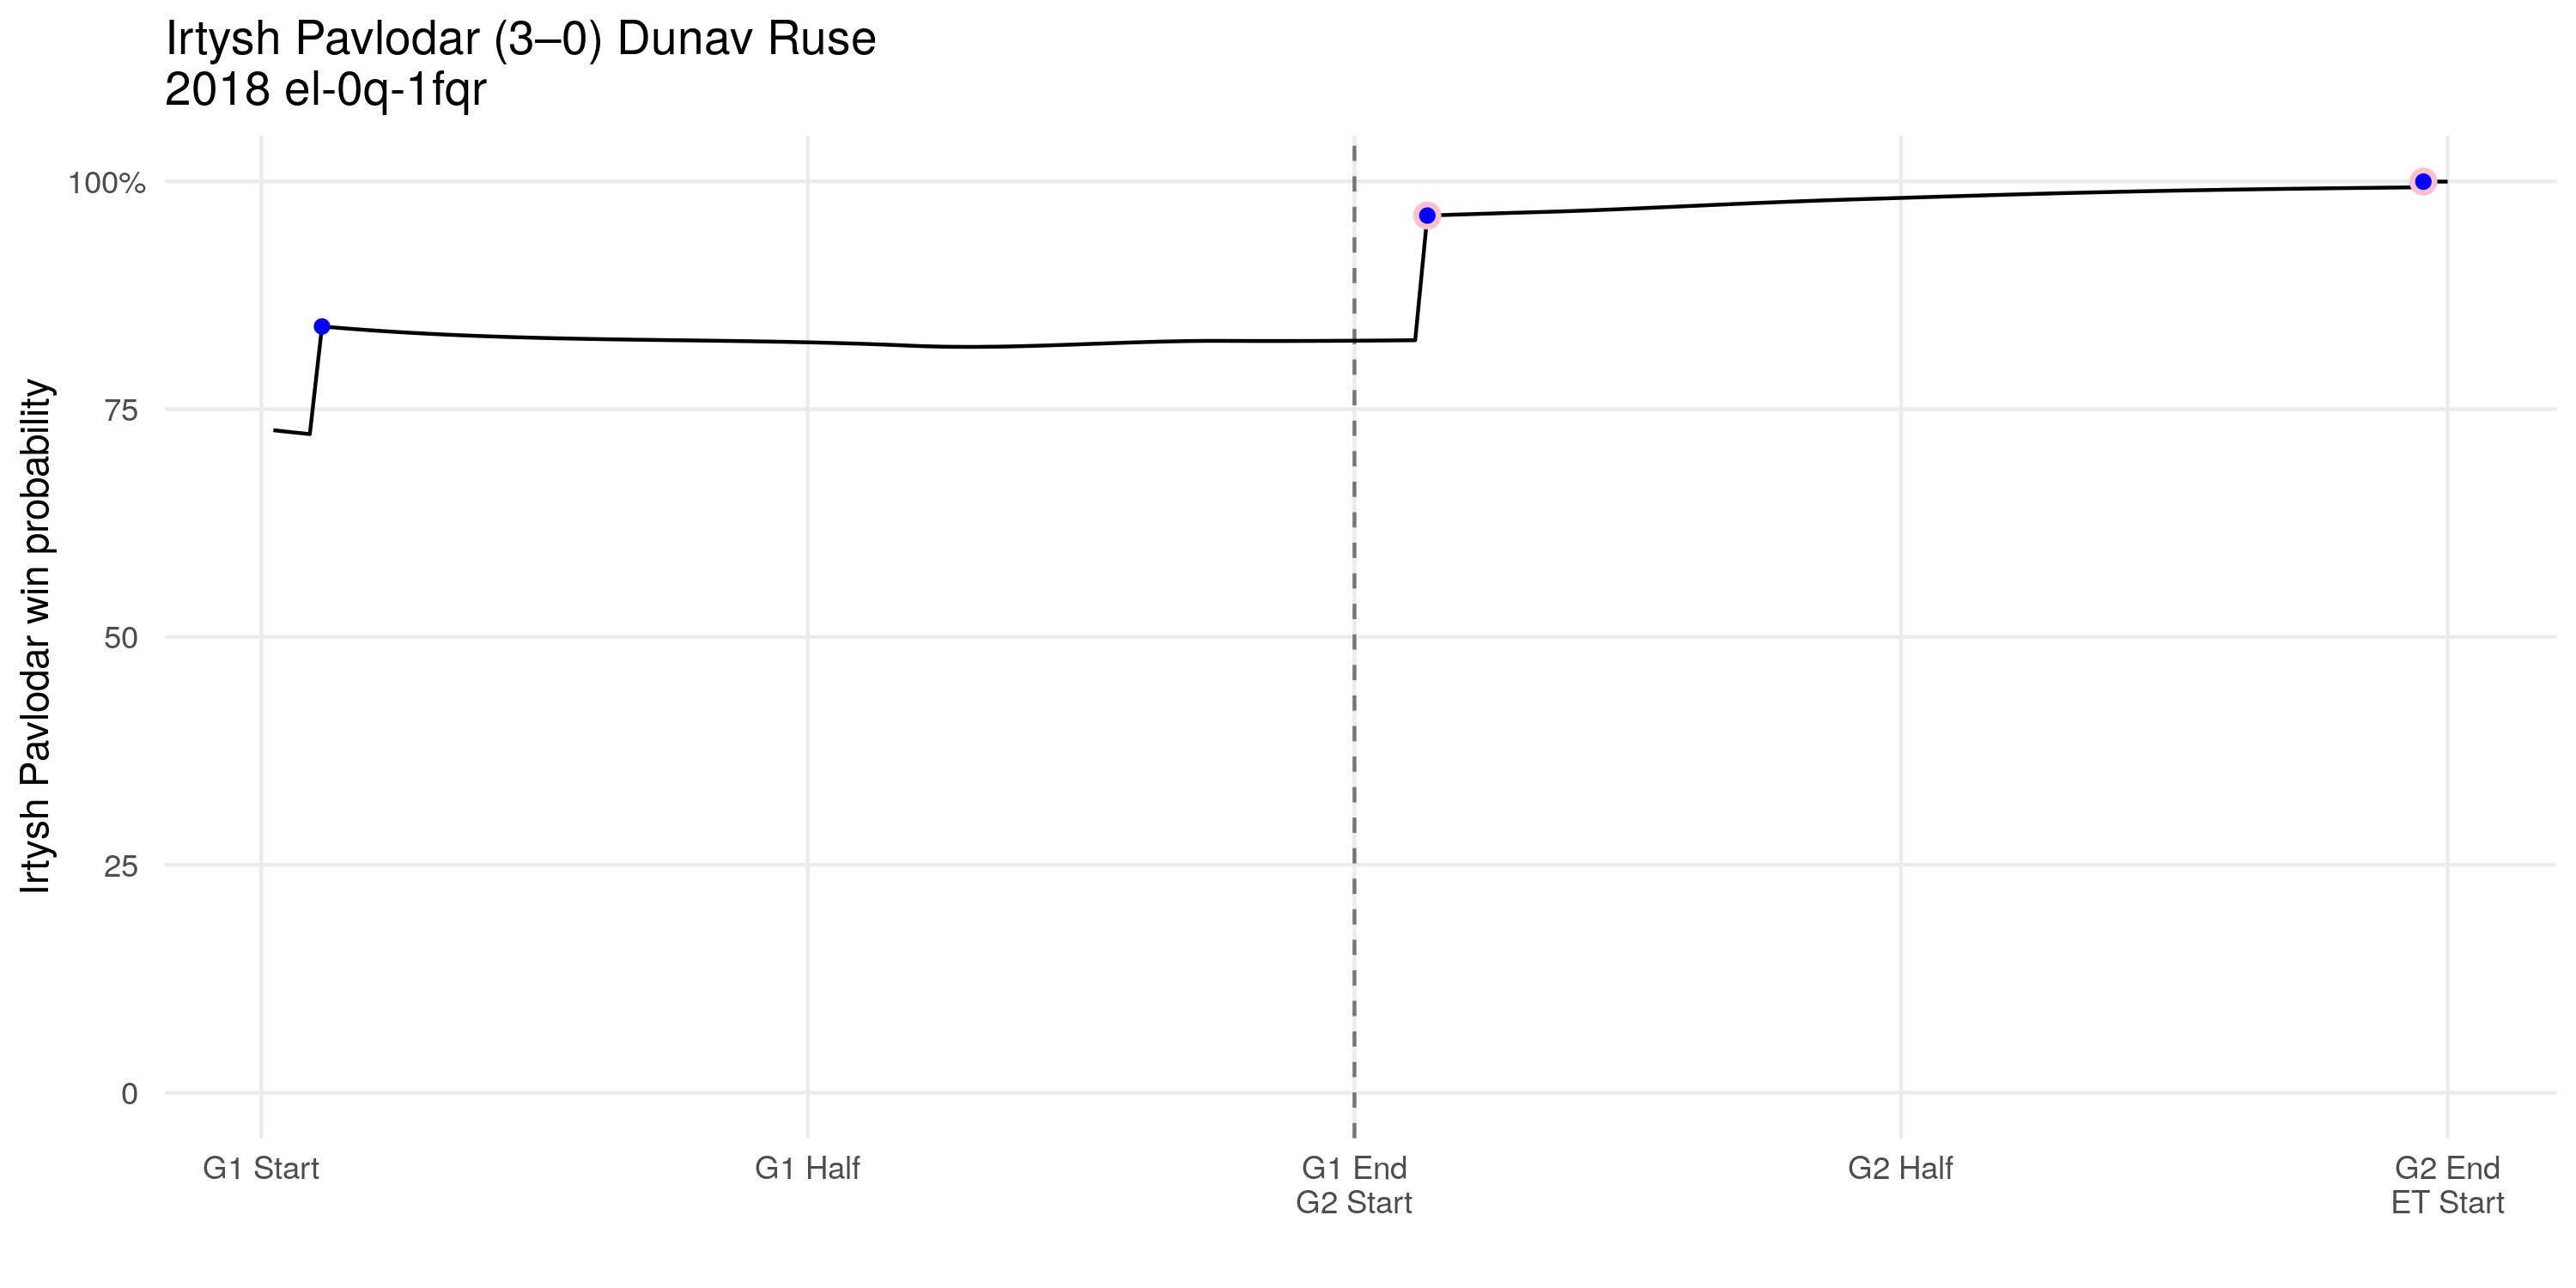 Irtysh Pavlodar (3–0) Dunav Ruse
2018 el-0q-1fqr
Irtysh Pavlodar win probability
100%
75
50
25
0
G1 Start
G1 Half
G1 End
G2 Start
G2 Half
G2 End
ET Start